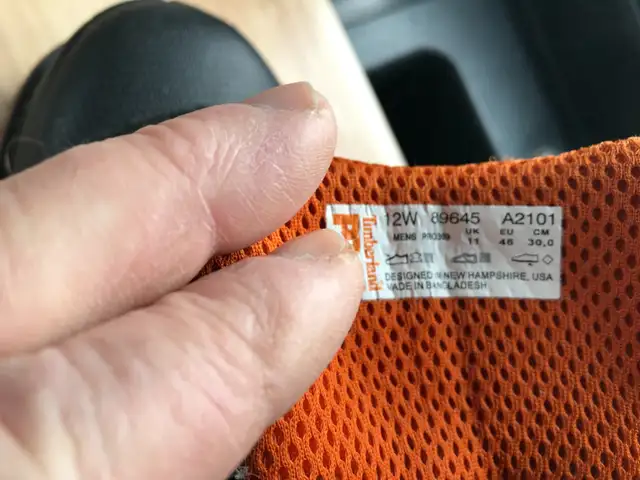 Timberland
12W 89645 A2101
MENS UK EU CM
11 46 30,0
DESIGNED IN NEW HAMPSHIRE, USA
MADE IN BANGLADESH